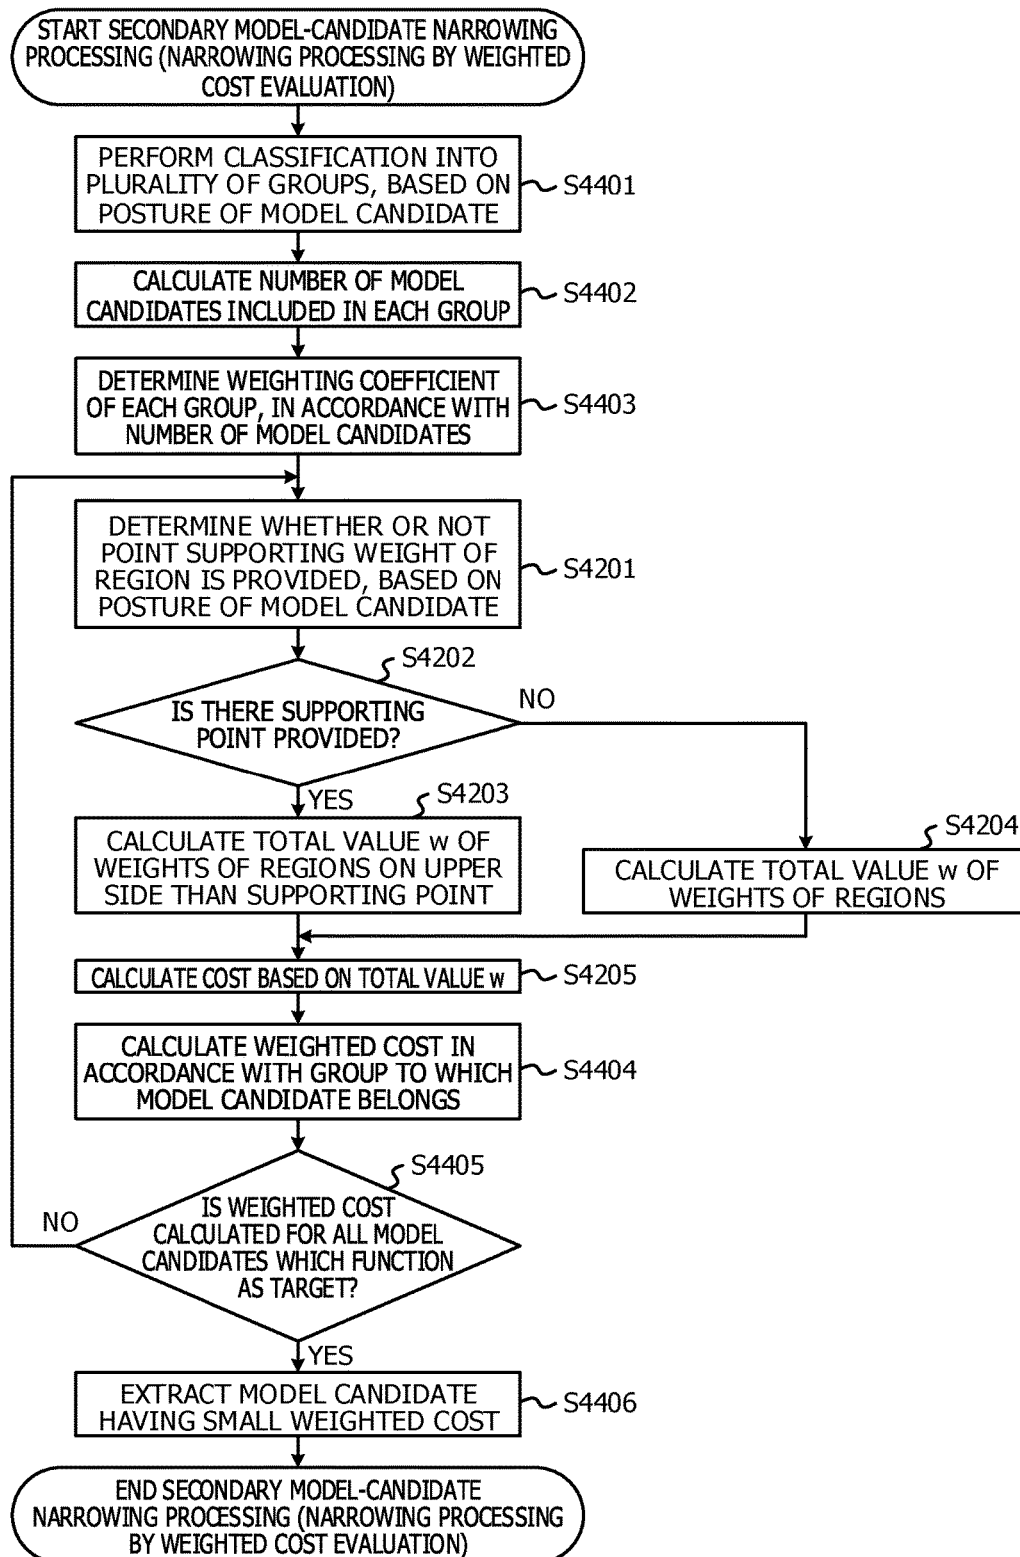 START SECONDARY MODEL-CANDIDATE NARROWING
PROCESSING (NARROWING PROCESSING BY WEIGHTED
COST EVALUATION)
PERFORM CLASSIFICATION INTO
PLURALITY OF GROUPS, BASED ON
POSTURE OF MODEL CANDIDATE
S4401
CALCULATE NUMBER OF MODEL
CANDIDATES INCLUDED IN EACH GROUP
S4402
DETERMINE WEIGHTING COEFFICIENT
OF EACH GROUP, IN ACCORDANCE WITH
NUMBER OF MODEL CANDIDATES
S4403
DETERMINE WHETHER OR NOT
POINT SUPPORTING WEIGHT OF
REGION IS PROVIDED, BASED ON
POSTURE OF MODEL CANDIDATE
S4201
S4202
IS THERE SUPPORTING
POINT PROVIDED?
NO
YES
S4203
CALCULATE TOTAL VALUE w OF
WEIGHTS OF REGIONS ON UPPER
SIDE THAN SUPPORTING POINT
S4204
CALCULATE TOTAL VALUE w OF
WEIGHTS OF REGIONS
CALCULATE COST BASED ON TOTAL VALUE w
S4205
CALCULATE WEIGHTED COST IN
ACCORDANCE WITH GROUP TO WHICH
MODEL CANDIDATE BELONGS
S4404
S4405
IS WEIGHTED COST
CALCULATED FOR ALL MODEL
CANDIDATES WHICH FUNCTION
AS TARGET?
NO
YES
EXTRACT MODEL CANDIDATE
HAVING SMALL WEIGHTED COST
S4406
END SECONDARY MODEL-CANDIDATE
NARROWING PROCESSING (NARROWING PROCESSING
BY WEIGHTED COST EVALUATION)